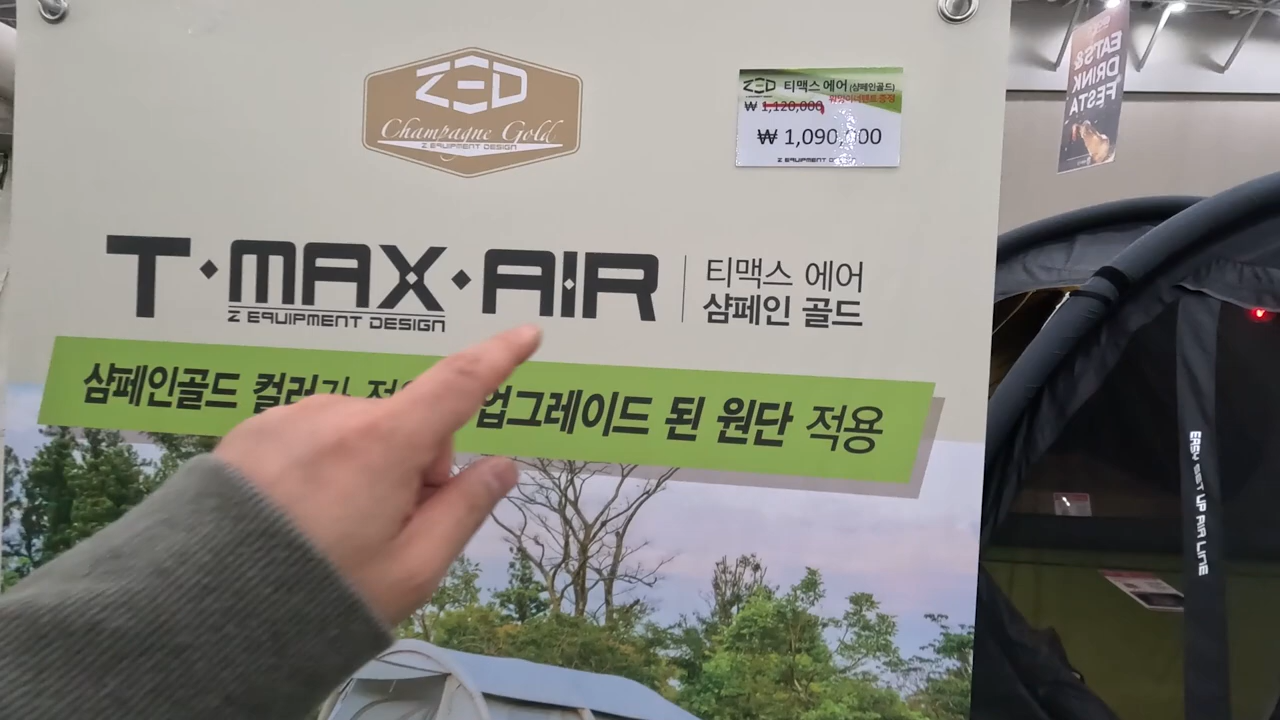 ZED
Champagne Gold
Z EQUIPMENT DESIGN
ZED 티맥스 에어 (샴페인골드)
₩ 1,120,000
₩ 1,090,000
Z EQUIPMENT DESIGN
EATS &
DRINK
FESTA
T·MAX·AIR
Z EQUIPMENT DESIGN
티맥스 에어
샴페인 골드
샴페인골드 컬러가 업그레이드 된 원단 적용
EASY SET UP AIR LINE